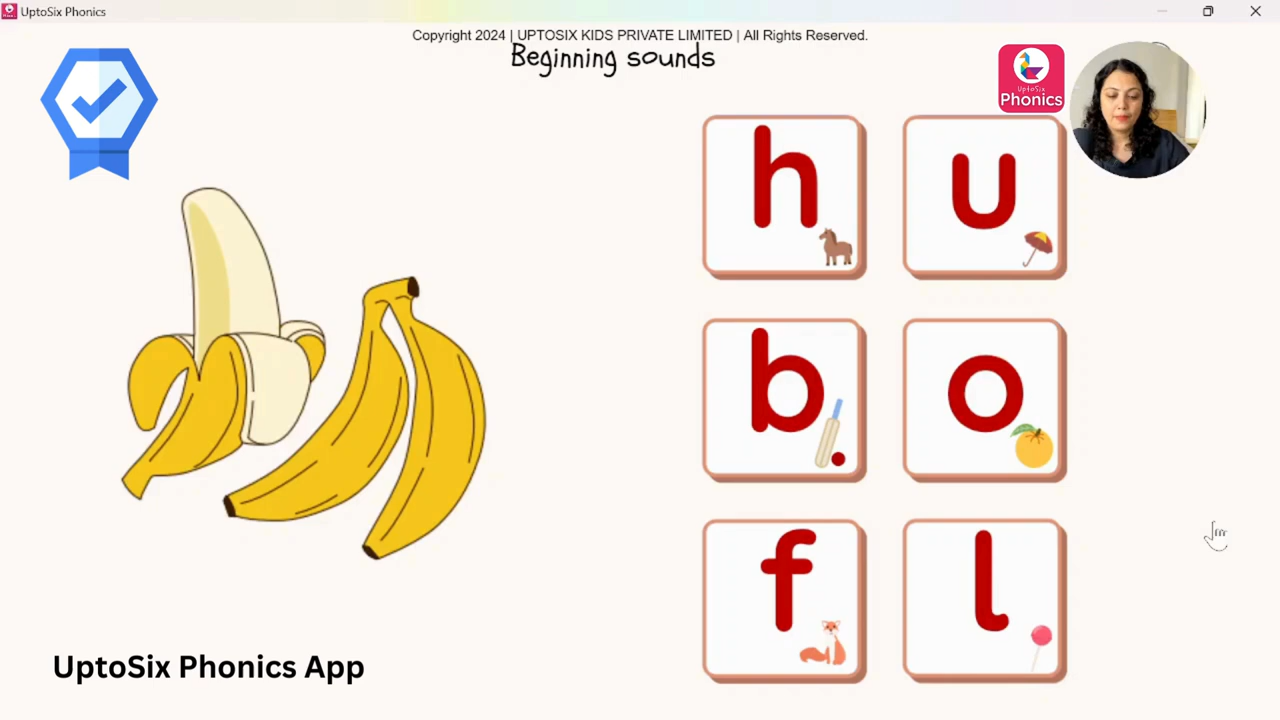 UptoSix Phonics
Copyright 2024 | UPTOSIX KIDS PRIVATE LIMITED | All Rights Reserved.
Beginning sounds
UptoSix
Phonics
h
u
b
o
f
l
UptoSix Phonics App